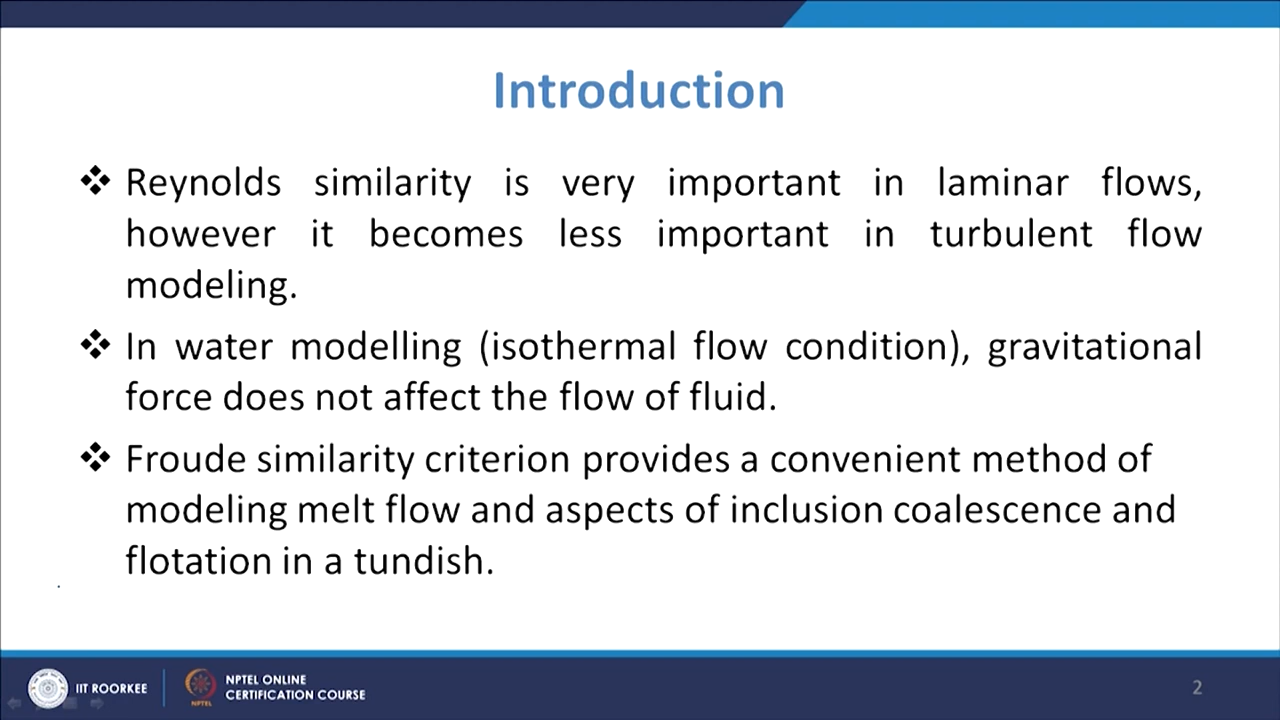 Introduction
❖ Reynolds similarity is very important in laminar flows,
however it becomes less important in turbulent flow
modeling.
❖ In water modelling (isothermal flow condition), gravitational
force does not affect the flow of fluid.
❖ Froude similarity criterion provides a convenient method of
modeling melt flow and aspects of inclusion coalescence and
flotation in a tundish.
IIT ROORKEE
NPTEL
NPTEL ONLINE
CERTIFICATION COURSE
2